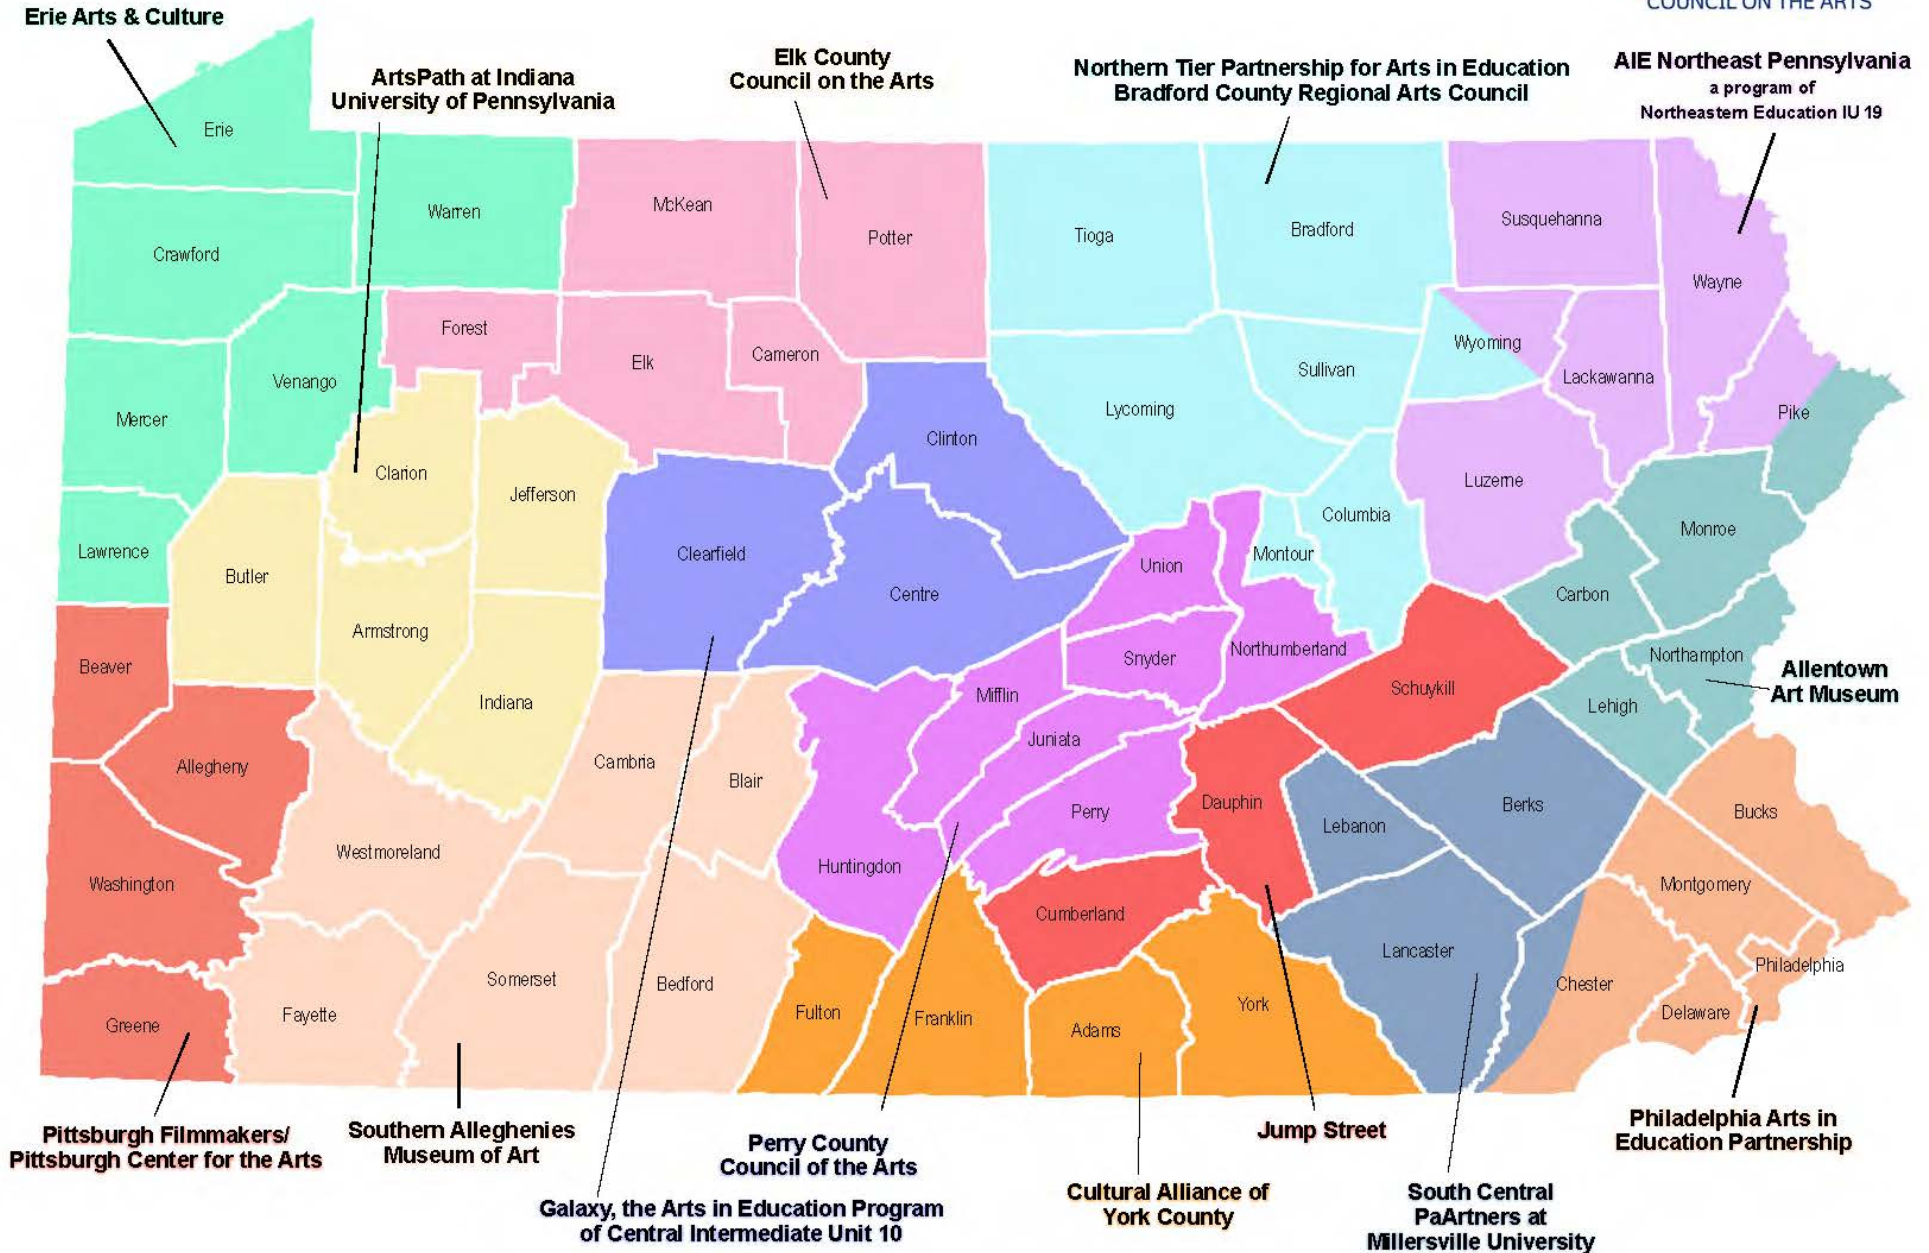 COUNCIL ON THE ARTS
Erie Arts & Culture
ArtsPath at Indiana
University of Pennsylvania
Elk County
Council on the Arts
Northern Tier Partnership for Arts in Education
Bradford County Regional Arts Council
AIE Northeast Pennsylvania
a program of
Northeastern Education IU 19
Erie
Warren
McKean
Potter
Tioga
Bradford
Susquehanna
Wayne
Crawford
Forest
Elk
Cameron
Sullivan
Wyoming
Lackawanna
Pike
Venango
Mercer
Lycoming
Clinton
Clarion
Jefferson
Luzerne
Columbia
Monroe
Lawrence
Butler
Clearfield
Centre
Union
Montour
Carbon
Armstrong
Beaver
Snyder
Northumberland
Northampton
Allentown
Art Museum
Indiana
Mifflin
Schuykill
Lehigh
Juniata
Allegheny
Cambria
Blair
Perry
Dauphin
Lebanon
Berks
Bucks
Westmoreland
Huntingdon
Washington
Montgomery
Cumberland
Lancaster
Philadelphia
Somerset
Bedford
Chester
Fayette
Greene
Fulton
Franklin
Adams
York
Delaware
Pittsburgh Filmmakers/
Pittsburgh Center for the Arts
Southern Alleghenies
Museum of Art
Perry County
Council of the Arts
Jump Street
Philadelphia Arts in
Education Partnership
Galaxy, the Arts in Education Program
of Central Intermediate Unit 10
Cultural Alliance of
York County
South Central
PaArtners at
Millersville University